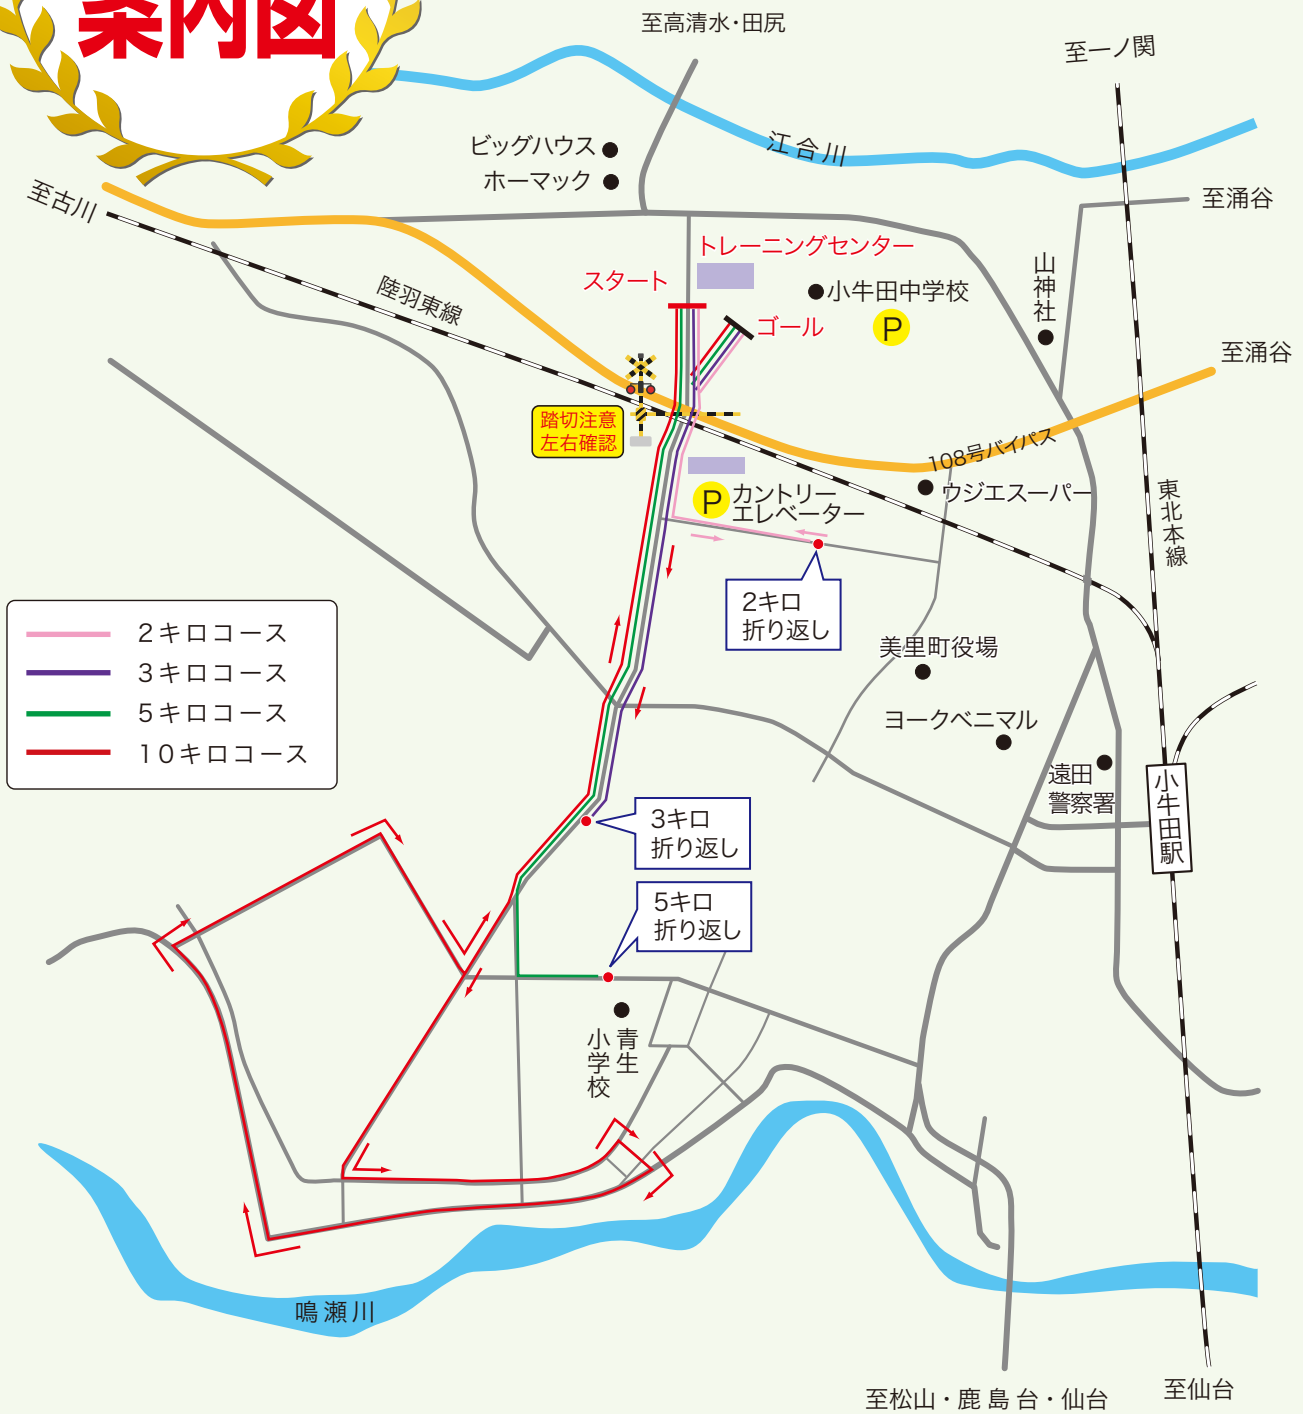 案内図
至高清水・田尻
至一ノ関
江合川
ビッグハウス
ホーマック
至古川
至涌谷
トレーニングセンター
スタート
山神社
小牛田中学校
P
陸羽東線
ゴール
至涌谷
踏切注意
左右確認
108号バイパス
P
カントリー
エレベーター
ウジエスーパー
東北本線
2キロ
折り返し
2キロコース
3キロコース
5キロコース
10キロコース
美里町役場
ヨークベニマル
遠田
警察署
小牛田駅
3キロ
折り返し
5キロ
折り返し
青生
小学校
鳴瀬川
至松山・鹿島台・仙台
至仙台